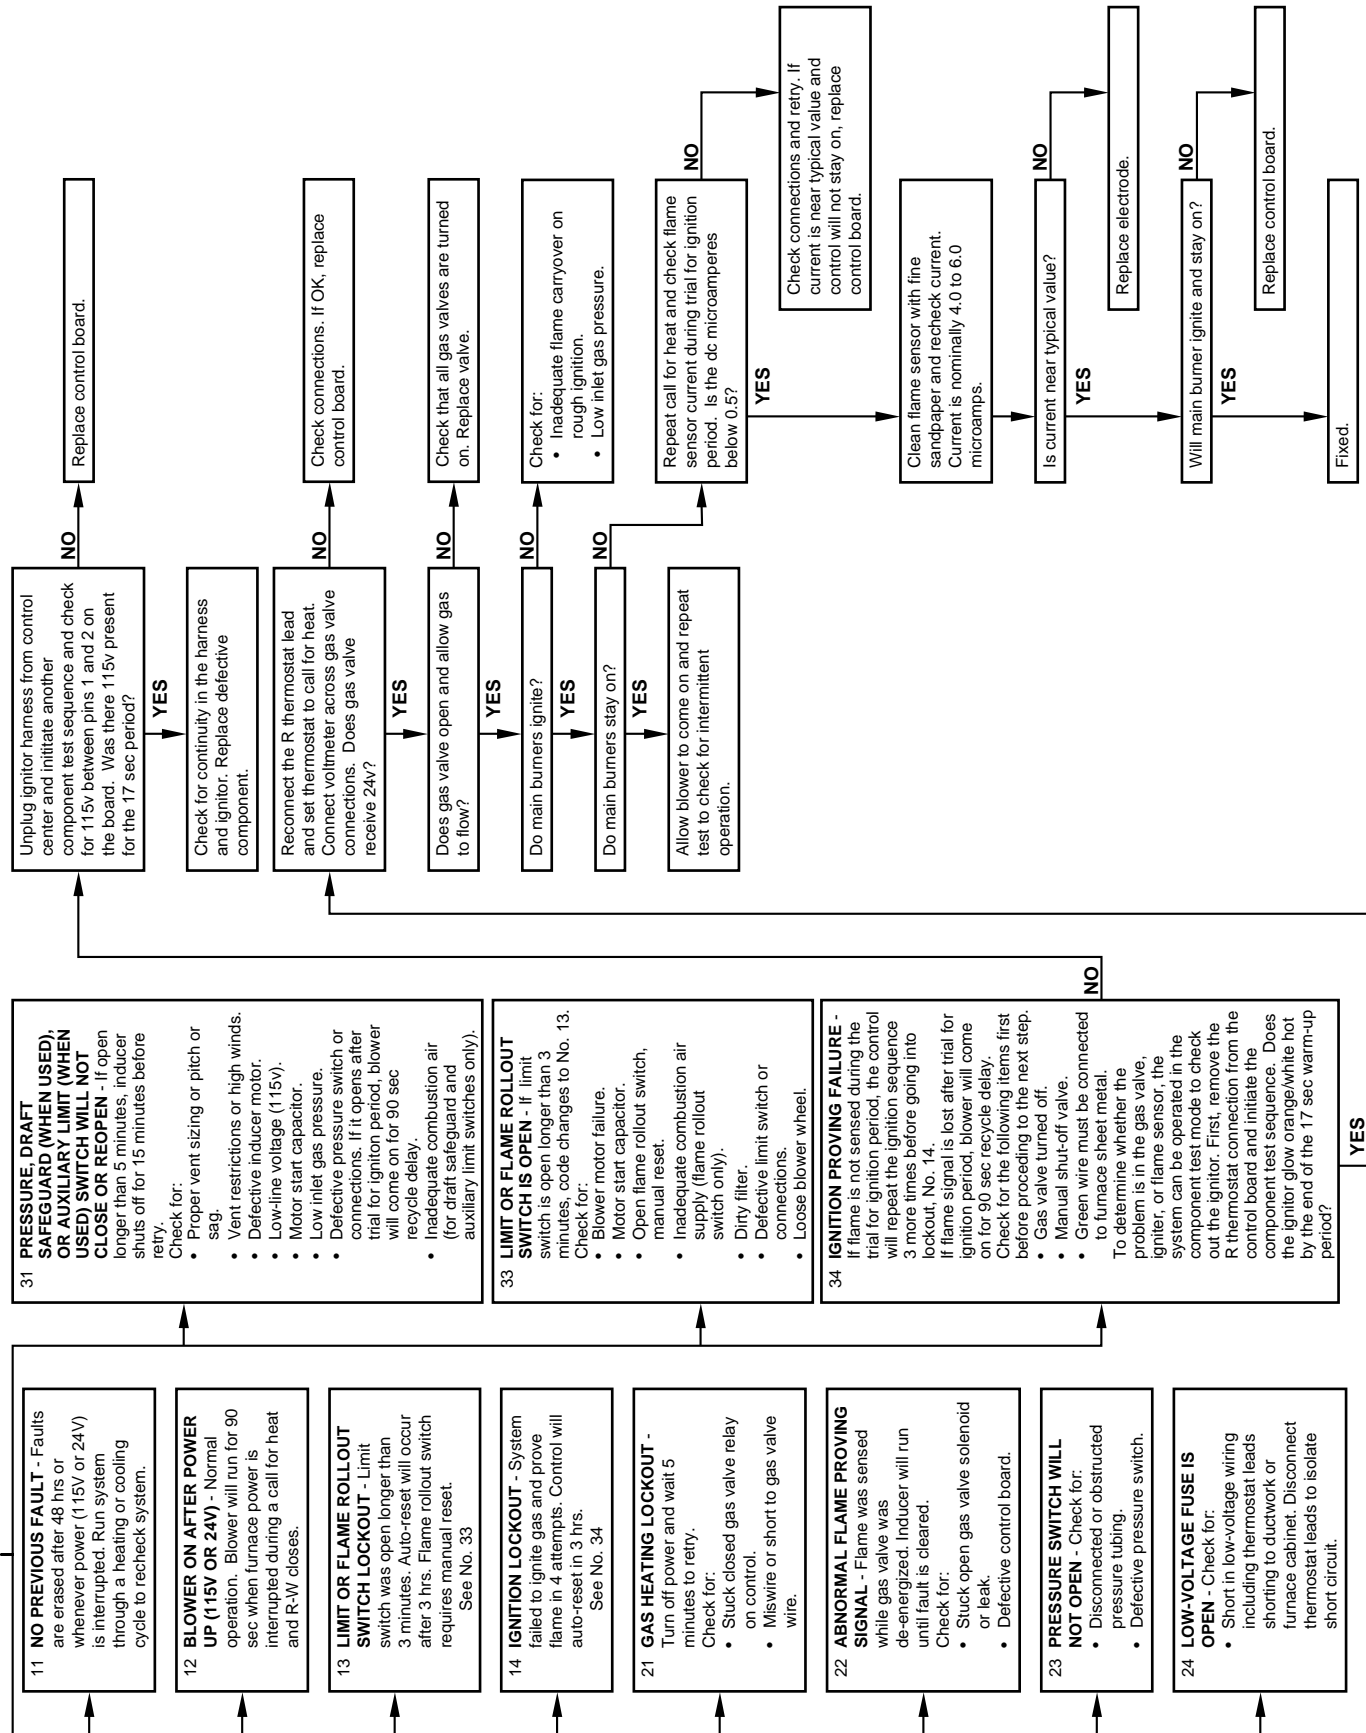 11 NO PREVIOUS FAULT - Faults
are erased after 48 hrs or
whenever power (115V or 24V)
is interrupted. Run system
through a heating or cooling
cycle to recheck system.
12 BLOWER ON AFTER POWER
UP (115V OR 24V) - Normal
operation. Blower will run for 90
sec when furnace power is
interrupted during a call for heat
and R-W closes.
13 LIMIT OR FLAME ROLLOUT
SWITCH LOCKOUT - Limit
switch was open longer than
3 minutes. Auto-reset will occur
after 3 hrs. Flame rollout switch
requires manual reset.
See No. 33
14 IGNITION LOCKOUT - System
failed to ignite gas and prove
flame in 4 attempts. Control will
auto-reset in 3 hrs.
See No. 34
21 GAS HEATING LOCKOUT -
Turn off power and wait 5
minutes to retry.
Check for:
• Stuck closed gas valve relay
on control.
• Miswire or short to gas valve
wire.
22 ABNORMAL FLAME PROVING
SIGNAL - Flame was sensed
while gas valve was
de-energized. Inducer will run
until fault is cleared.
Check for:
• Stuck open gas valve solenoid
or leak.
• Defective control board.
23 PRESSURE SWITCH WILL
NOT OPEN - Check for:
• Disconnected or obstructed
pressure tubing.
• Defective pressure switch.
24 LOW-VOLTAGE FUSE IS
OPEN - Check for:
• Short in low-voltage wiring
including thermostat leads
shorting to ductwork or
furnace cabinet. Disconnect
thermostat leads to isolate
short circuit.
31 PRESSURE, DRAFT
SAFEGUARD (WHEN USED),
OR AUXILIARY LIMIT (WHEN
USED) SWITCH WILL NOT
CLOSE OR REOPEN - If open
longer than 5 minutes, inducer
shuts off for 15 minutes before
retry.
Check for:
• Proper vent sizing or pitch or
sag.
• Vent restrictions or high winds.
• Defective inducer motor.
• Low-line voltage (115v).
• Motor start capacitor.
• Low inlet gas pressure.
• Defective pressure switch or
connections. If it opens after
trial for igniton period, blower
will come on for 90 sec
recycle delay.
• Inadequate combustion air
(for draft safeguard and
auxiliary limit switches only).
33 LIMIT OR FLAME ROLLOUT
SWITCH IS OPEN - If limit
switch is open longer than 3
minutes, code changes to No. 13.
Check for:
• Blower motor failure.
• Motor start capacitor.
• Open flame rollout switch,
manual reset.
• Inadequate combustion air
supply (flame rollout
switch only).
• Dirty filter.
• Defective limit switch or
connections.
• Loose blower wheel.
34 IGNITION PROVING FAILURE -
If flame is not sensed during the
trial for ignition period, the control
will repeat the ignition sequence
3 more times before going into
lockout, No. 14.
If flame signal is lost after trial for
ignition period, blower will come
on for 90 sec recycle delay.
Check for the following items first
before proceding to the next step.
• Gas valve turned off.
• Manual shut-off valve.
• Green wire must be connected
to furnace sheet metal.
To determine whether the
problem is in the gas valve,
igniter, or flame sensor, the
system can be operated in the
component test mode to check
out the ignitor. First, remove the
R thermostat connection from the
control board and initiate the
component test sequence. Does
the ignitor glow orange/white hot
by the end of the 17 sec warm-up
period?
NO
YES
Unplug ignitor harness from control
center and inititate another
component test sequence and check
for 115v between pins 1 and 2 on
the board. Was there 115v present
for the 17 sec period?
NO
Replace control board.
YES
Check for continuity in the harness
and ignitor. Replace defective
component.
Reconnect the R thermostat lead
and set thermostat to call for heat.
Connect voltmeter across gas valve
connections. Does gas valve
receive 24v?
NO
Check connections. If OK, replace
control board.
YES
Does gas valve open and allow gas
to flow?
NO
Check that all gas valves are turned
on. Replace valve.
YES
Do main burners ignite?
NO
Check for:
• Inadequate flame carryover on
rough ignition.
• Low inlet gas pressure.
YES
Do main burners stay on?
NO
YES
Allow blower to come on and repeat
test to check for intermittent
operation.
Repeat call for heat and check flame
sensor current during trial for ignition
period. Is the dc microamperes
below 0.5?
NO
Check connections and retry. If
current is near typical value and
control will not stay on, replace
control board.
YES
Clean flame sensor with fine
sandpaper and recheck current.
Current is nominally 4.0 to 6.0
microamps.
Is current near typical value?
NO
Replace electrode.
YES
Will main burner ignite and stay on?
NO
Replace control board.
YES
Fixed.